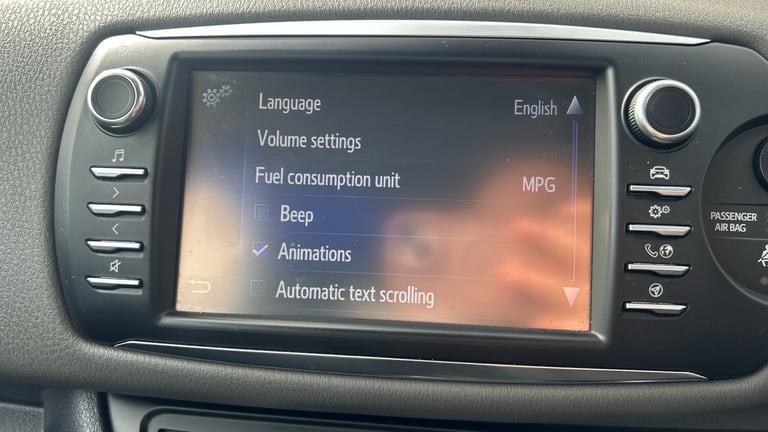 Language English
Volume settings
Fuel consumption unit MPG
Beep
Animations
Automatic text scrolling
PASSENGER
AIR BAG